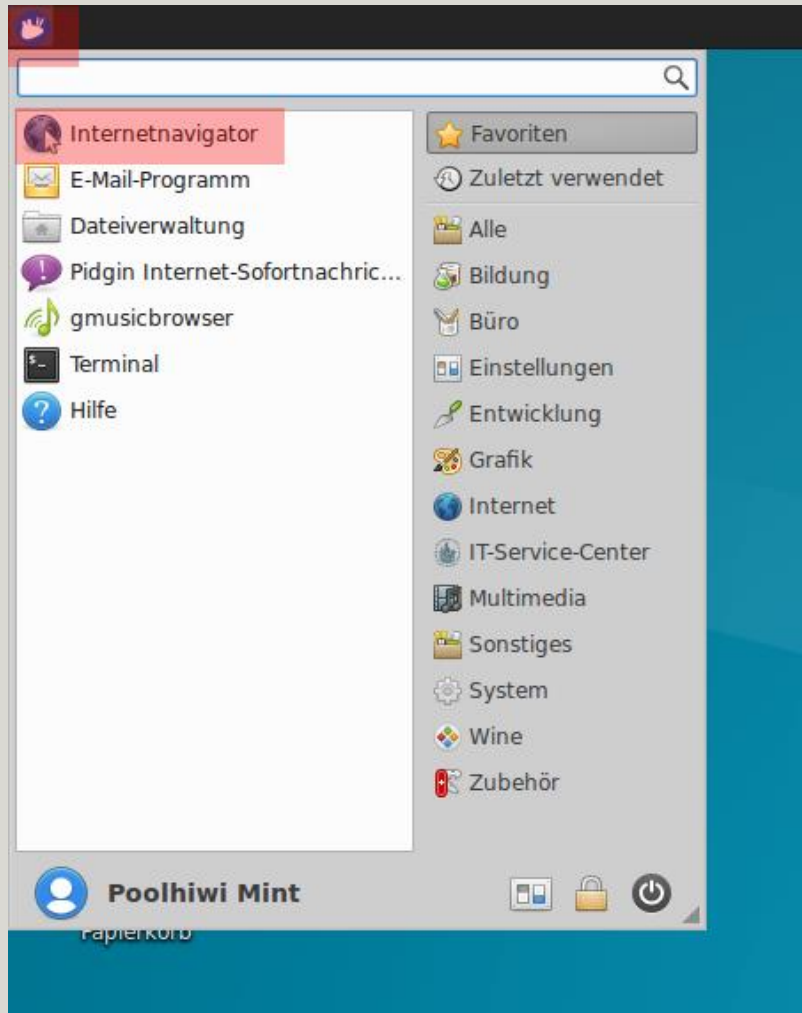 Internetnavigator
E-Mail-Programm
Dateiverwaltung
Pidgin Internet-Sofortnachric...
gmusicbrowser
Terminal
Hilfe
Favoriten
Zuletzt verwendet
Alle
Bildung
Büro
Einstellungen
Entwicklung
Grafik
Internet
IT-Service-Center
Multimedia
Sonstiges
System
Wine
Zubehör
Poolhiwi Mint
Papierkorb